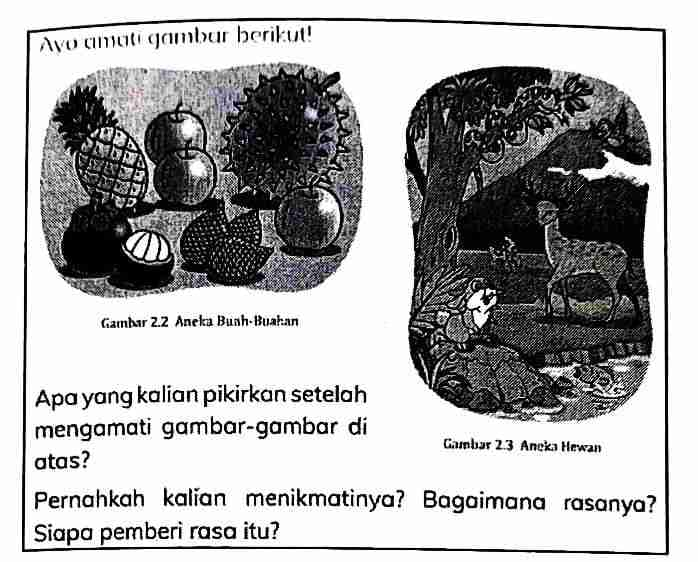 Ayo amati gambar berikut!
Gambar 2.2 Aneka Buah-Buahan
Apa yang kalian pikirkan setelah
mengamati gambar-gambar di
atas?
Gambar 2.3 Aneka Hewan
Pernahkah kalian menikmatinya? Bagaimana rasanya?
Siapa pemberi rasa itu?